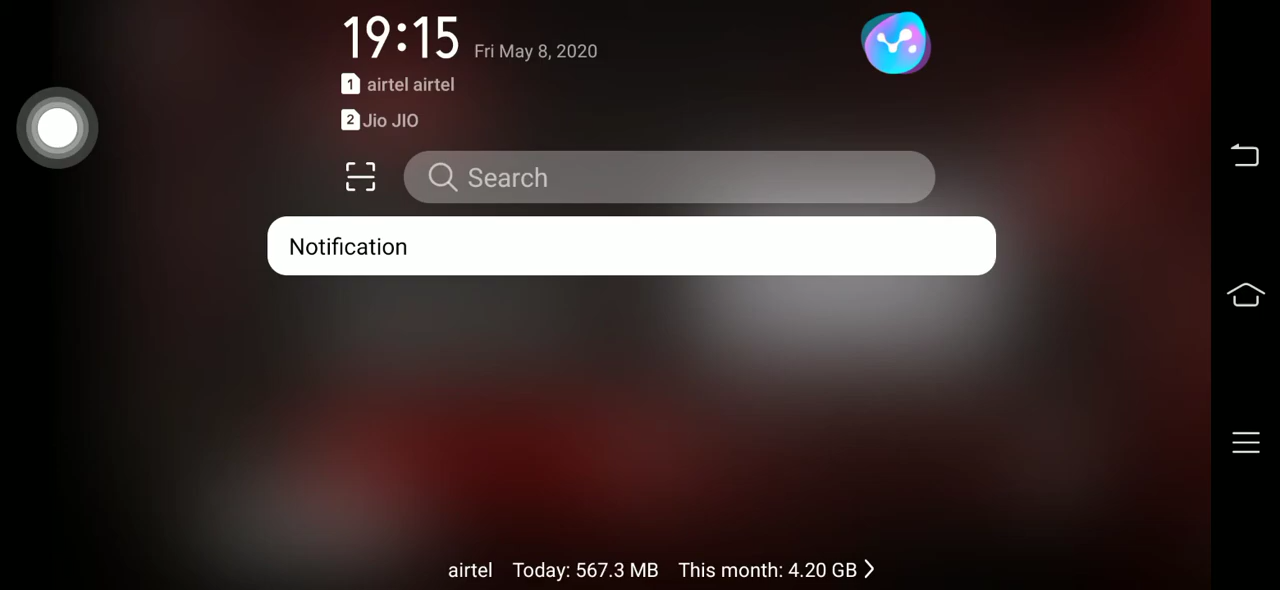 19:15 Fri May 8, 2020
1 airtel airtel
2 Jio JIO
Search
Notification
airtel Today: 567.3 MB This month: 4.20 GB